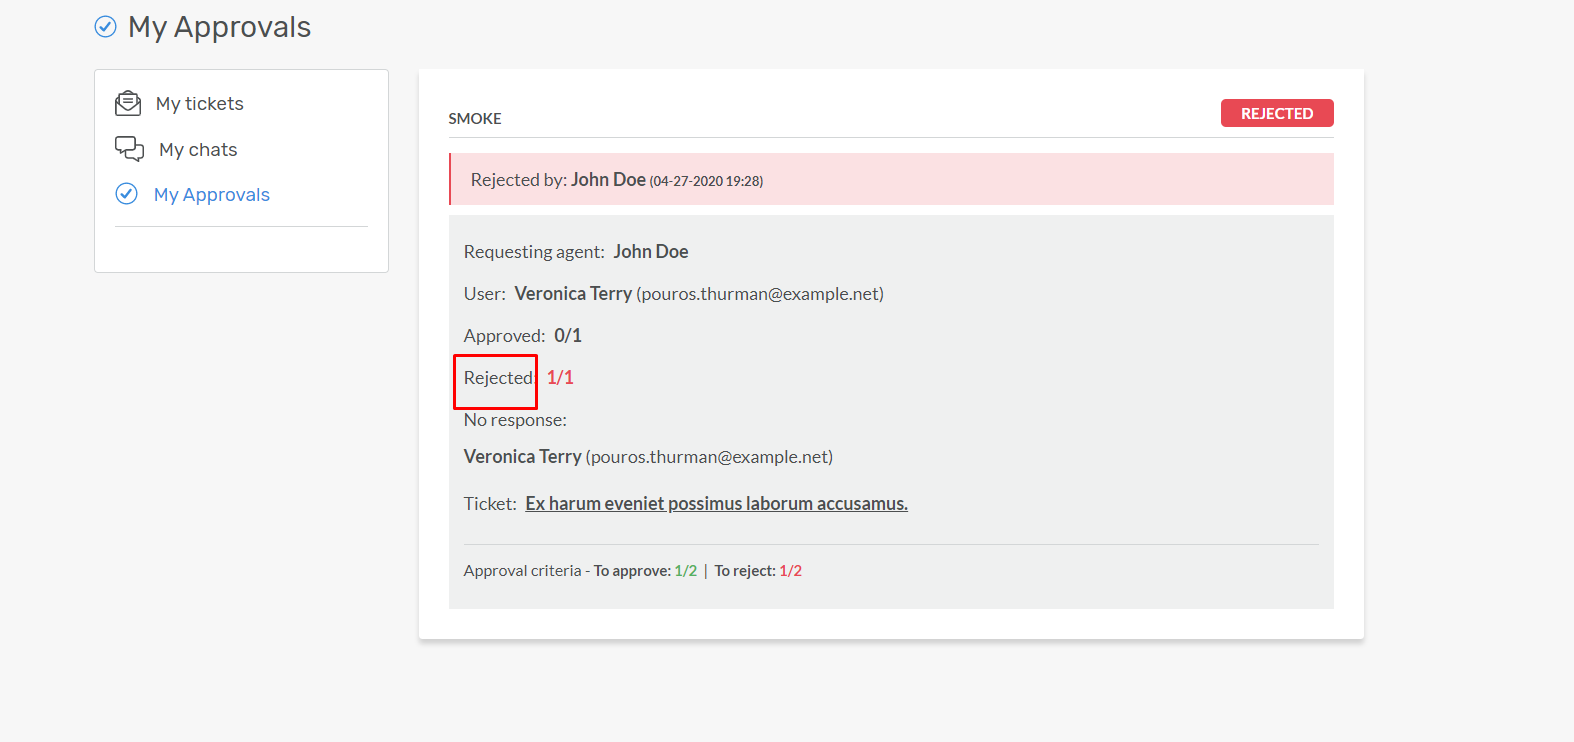 My Approvals
My tickets
My chats
My Approvals
SMOKE
REJECTED
Rejected by: John Doe (04-27-2020 19:28)
Requesting agent: John Doe
User: Veronica Terry (pouros.thurman@example.net)
Approved: 0/1
Rejected: 1/1
No response:
Veronica Terry (pouros.thurman@example.net)
Ticket: Ex harum eveniet possimus laborum accusamus.
Approval criteria - To approve: 1/2 | To reject: 1/2